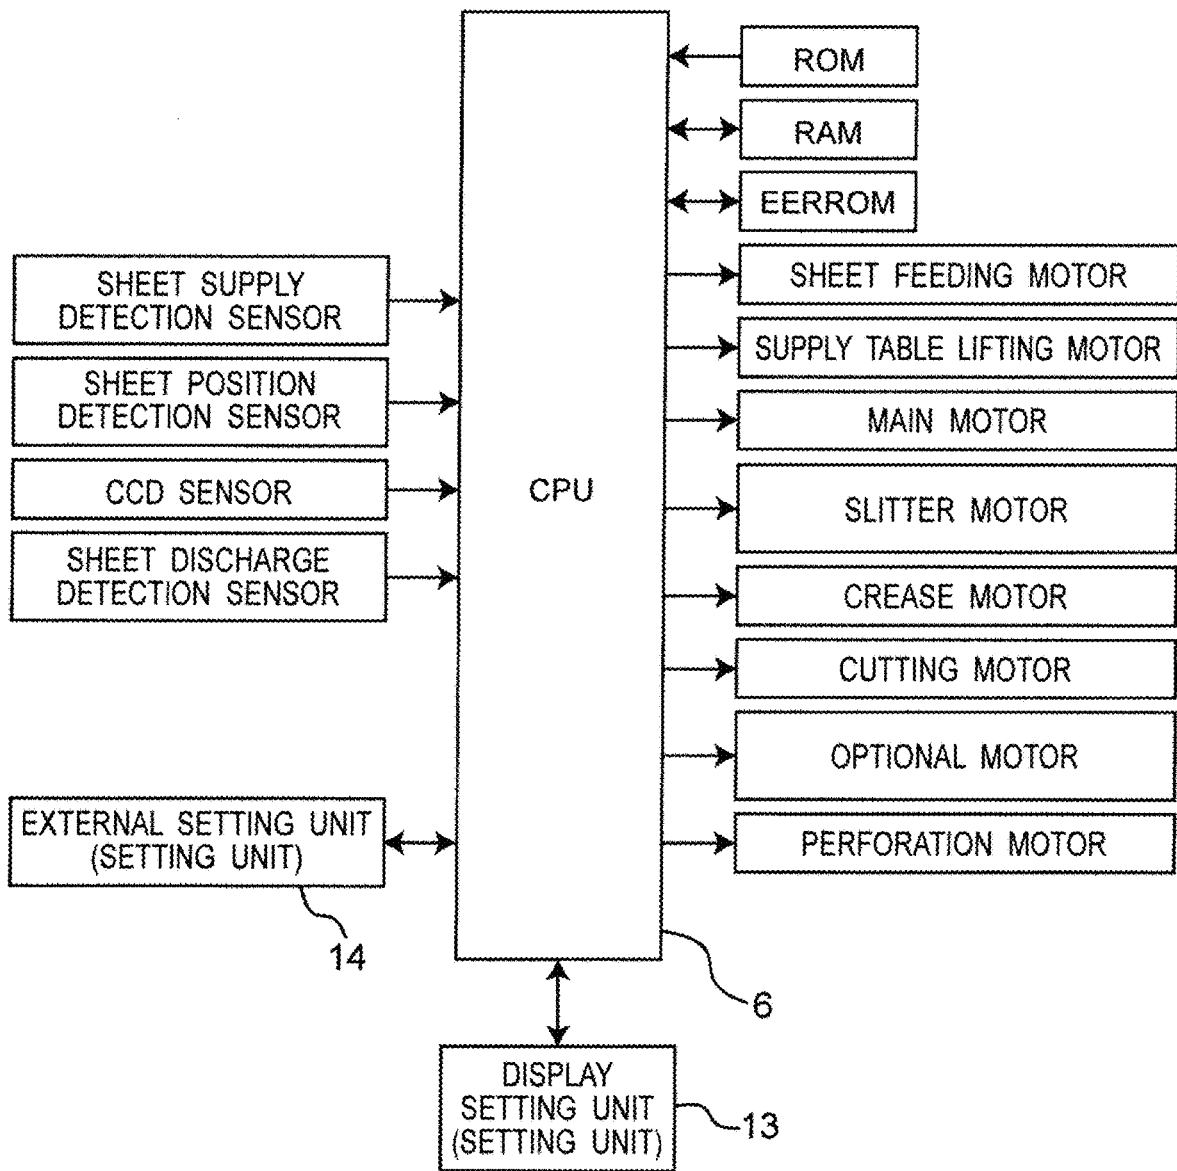 ROM
RAM
EERROM
SHEET SUPPLY
DETECTION SENSOR
SHEET POSITION
DETECTION SENSOR
CCD SENSOR
SHEET DISCHARGE
DETECTION SENSOR
EXTERNAL SETTING UNIT
(SETTING UNIT)
14
CPU
6
SHEET FEEDING MOTOR
SUPPLY TABLE LIFTING MOTOR
MAIN MOTOR
SLITTER MOTOR
CREASE MOTOR
CUTTING MOTOR
OPTIONAL MOTOR
PERFORATION MOTOR
DISPLAY
SETTING UNIT
(SETTING UNIT)
13